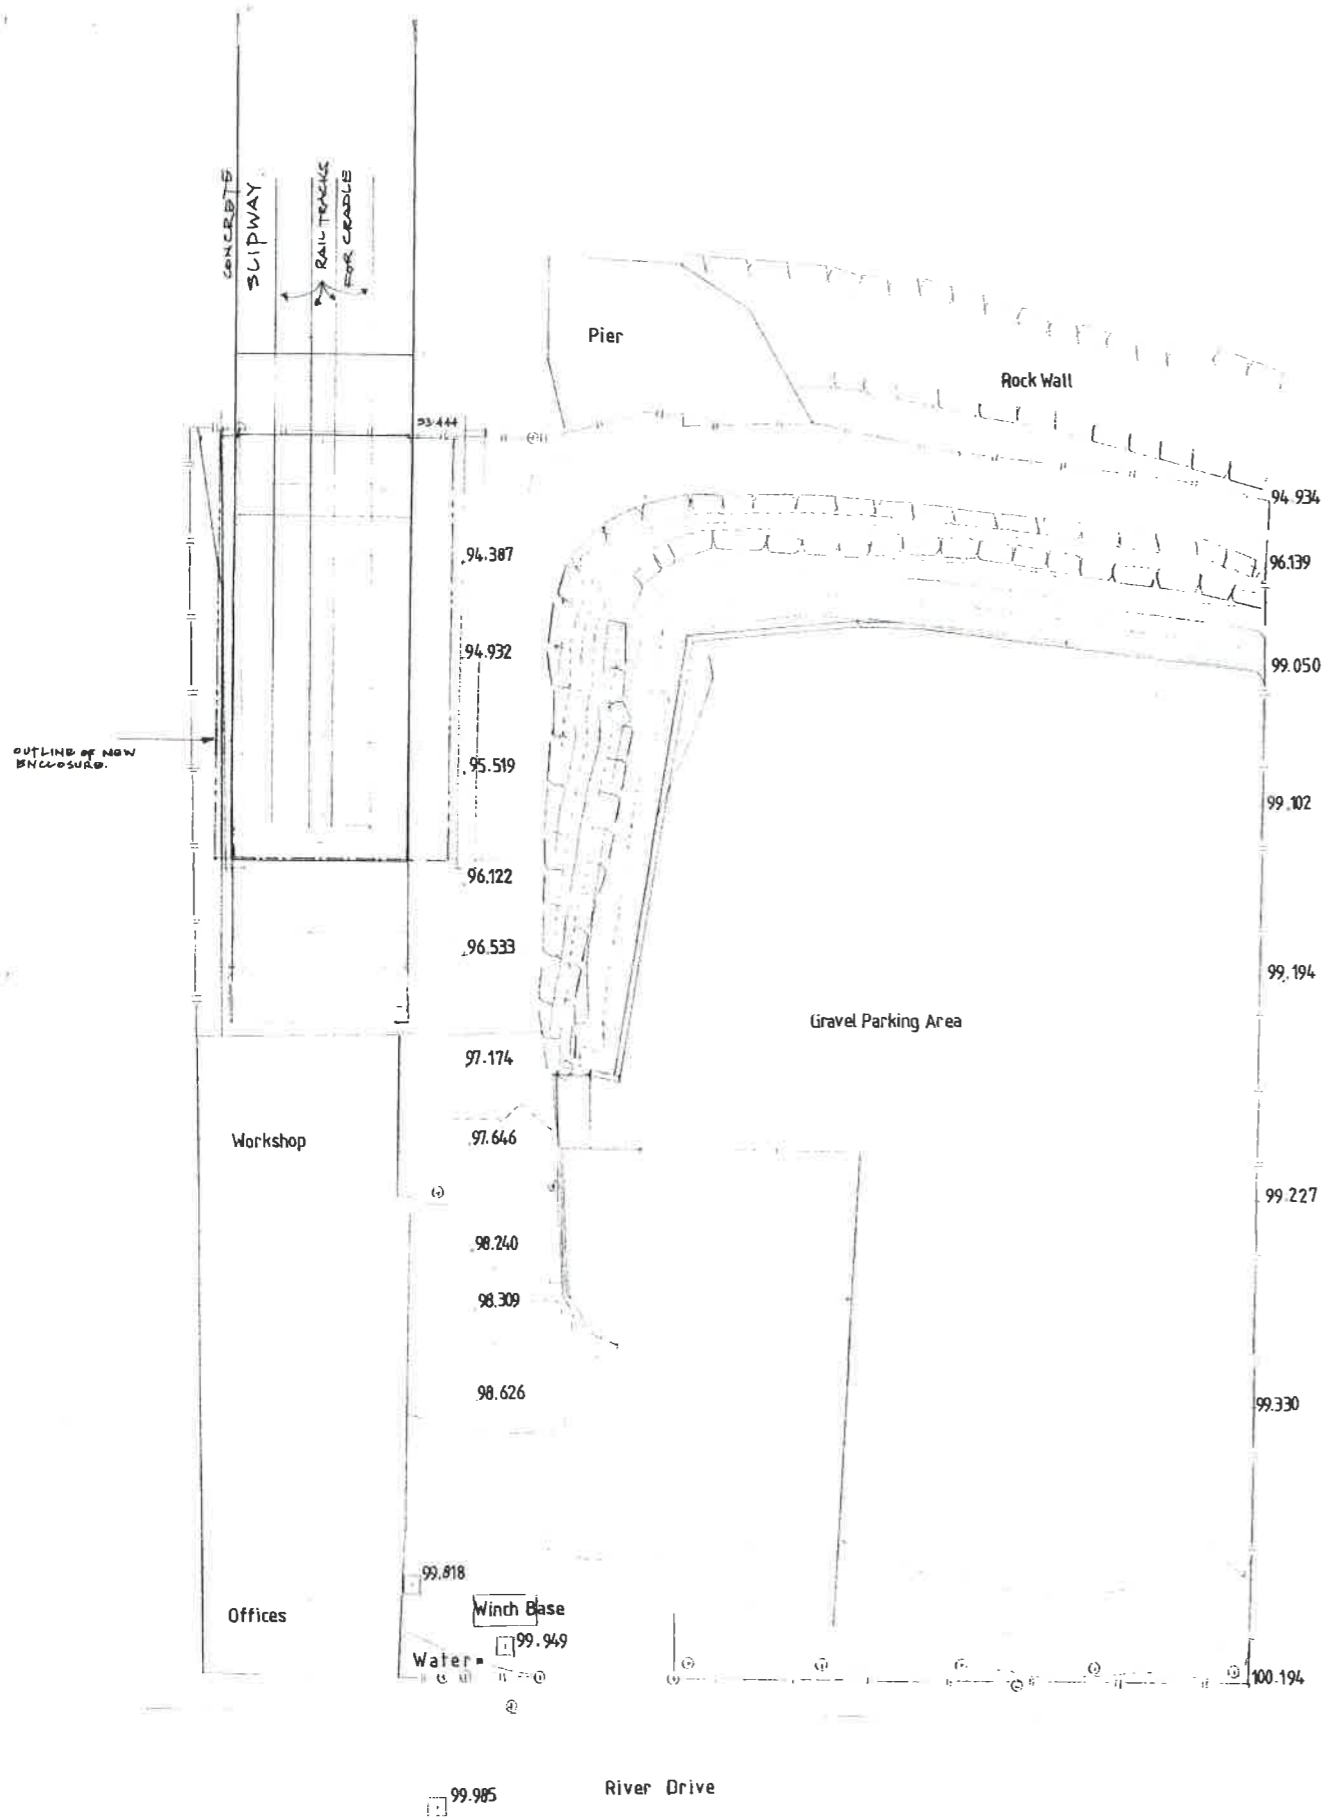 CONCRETE
SLIPWAY
RAIL TRACKS
FOR CRADLE
Pier
Rock Wall
93.444
94.934
94.387
96.139
94.932
99.050
OUTLINE OF NEW
ENCLOSURE.
95.519
99.102
96.122
96.533
99.194
Gravel Parking Area
97.174
Workshop
97.646
99.227
98.240
98.309
98.626
99.330
99.818
Offices
Winch Base
99.949
Water
100.194
River Drive
99.985